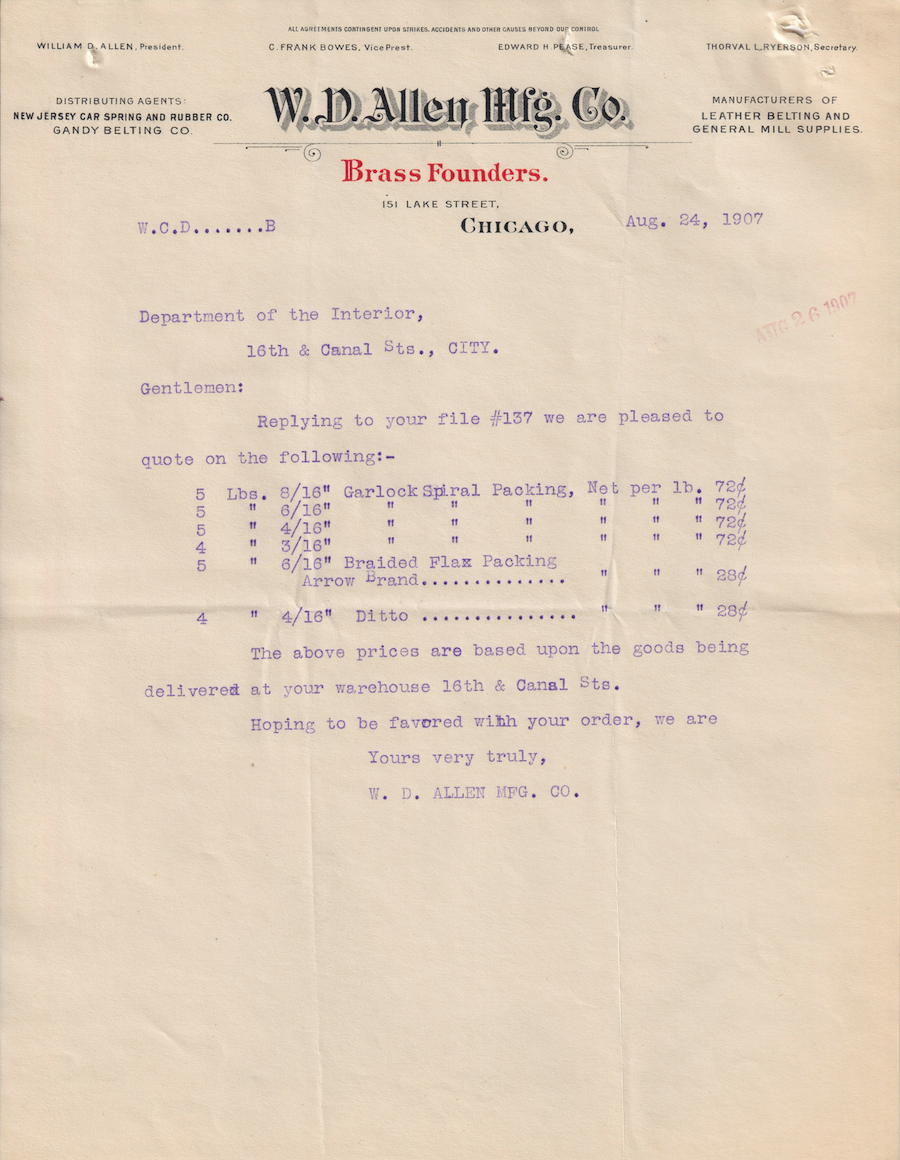 ALL AGREEMENTS CONTINGENT UPON STRIKES, ACCIDENTS AND OTHER CAUSES BEYOND OUR CONTROL
WILLIAM D. ALLEN, President. C. FRANK BOWES, Vice Prest. EDWARD H. PEASE, Treasurer. THORVAL L. RYERSON, Secretary.
DISTRIBUTING AGENTS:
NEW JERSEY CAR SPRING AND RUBBER CO.
GANDY BELTING CO.
W. D. Allen Mfg. Co.
MANUFACTURERS OF
LEATHER BELTING AND
GENERAL MILL SUPPLIES.
Brass Founders.
151 LAKE STREET,
W.C.D.......B CHICAGO, Aug. 24, 1907
AUG 26 1907
Department of the Interior,
16th & Canal Sts., CITY.
Gentlemen:
Replying to your file #137 we are pleased to
quote on the following:-
5 Lbs. 8/16" Garlock Spiral Packing, Net per lb. 72¢
5 " 6/16" " " " " " " 72¢
5 " 4/16" " " " " " " 72¢
4 " 3/16" " " " " " " 72¢
5 " 6/16" Braided Flax Packing
Arrow Brand.............. " " " 28¢
4 " 4/16" Ditto ............... " " " 28¢
The above prices are based upon the goods being
delivered at your warehouse 16th & Canal Sts.
Hoping to be favored with your order, we are
Yours very truly,
W. D. ALLEN MFG. CO.